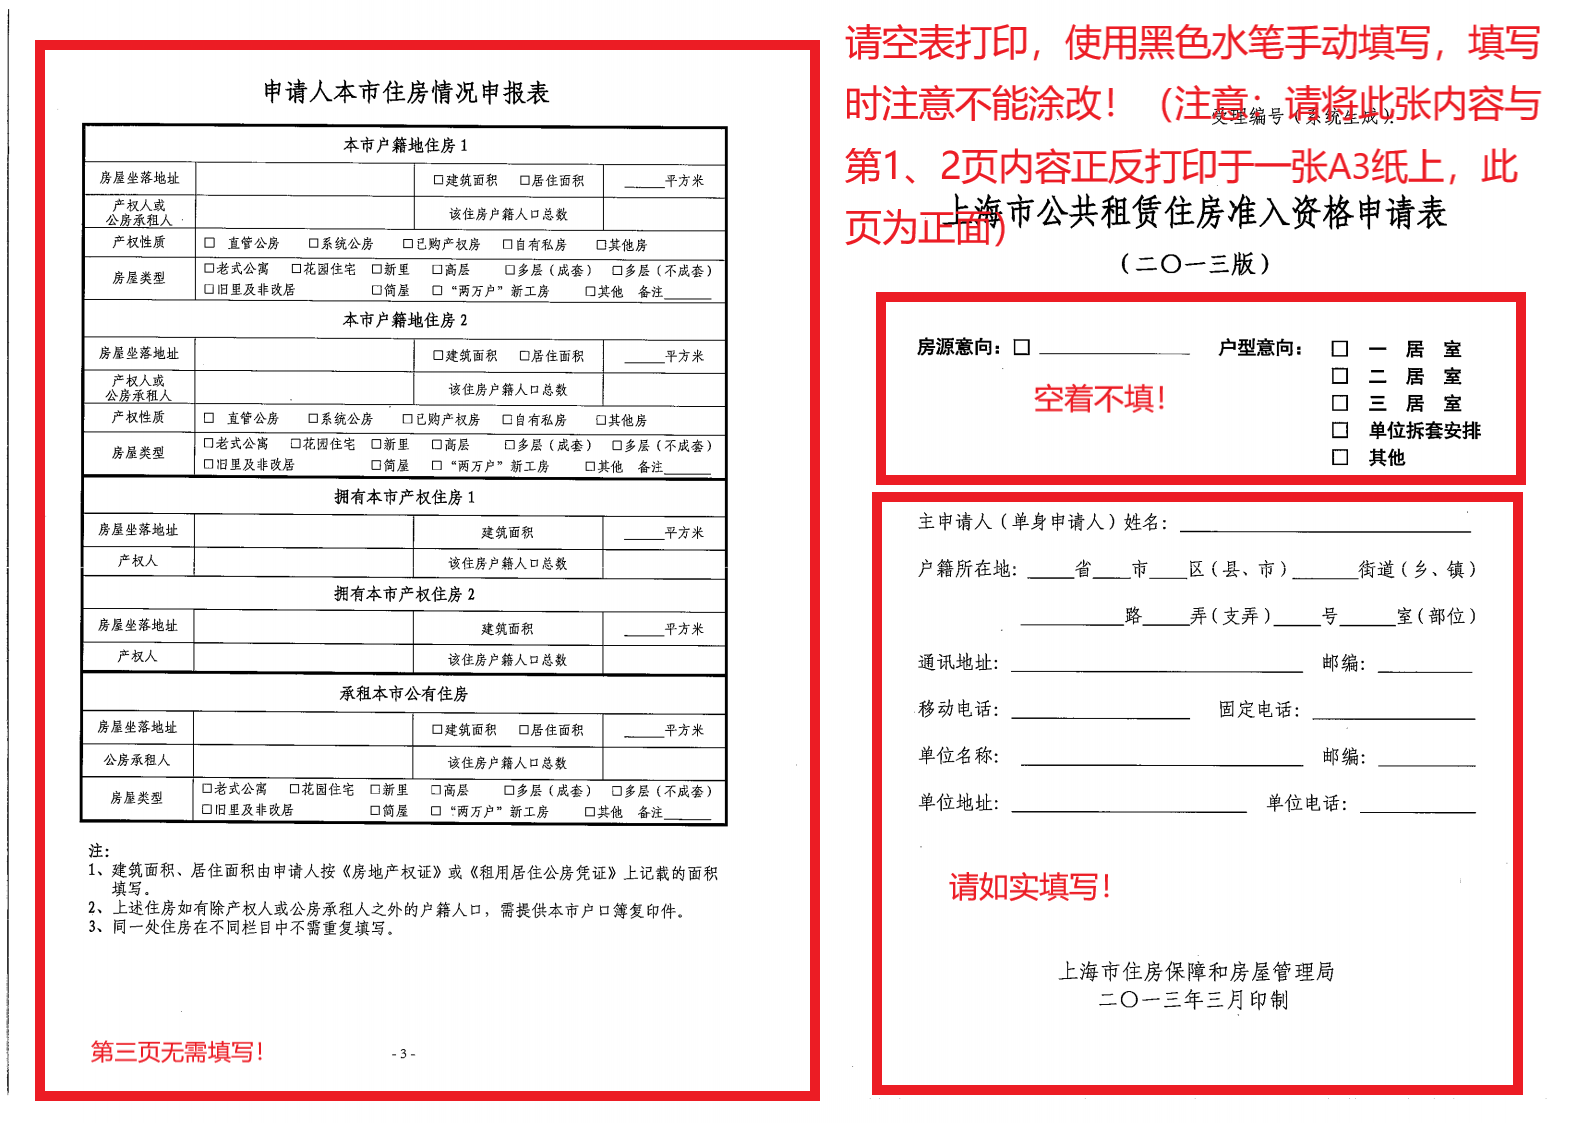 申请人本市住房情况申报表
本市户籍地住房 1
房屋坐落地址 □建筑面积 □居住面积 ____平方米
产权人或
公房承租人 该住房户籍人口总数
产权性质 □ 直管公房 □系统公房 □已购产权房 □自有私房 □其他房
房屋类型 □老式公寓 □花园住宅 □新里 □高层 □多层（成套） □多层（不成套）
□旧里及非改居 □简屋 □“两万户”新工房 □其他 备注____
本市户籍地住房 2
房屋坐落地址 □建筑面积 □居住面积 ____平方米
产权人或
公房承租人 该住房户籍人口总数
产权性质 □ 直管公房 □系统公房 □已购产权房 □自有私房 □其他房
房屋类型 □老式公寓 □花园住宅 □新里 □高层 □多层（成套） □多层（不成套）
□旧里及非改居 □简屋 □“两万户”新工房 □其他 备注____
拥有本市产权住房 1
房屋坐落地址 建筑面积 ____平方米
产权人 该住房户籍人口总数
拥有本市产权住房 2
房屋坐落地址 建筑面积 ____平方米
产权人 该住房户籍人口总数
承租本市公有住房
房屋坐落地址 □建筑面积 □居住面积 ____平方米
公房承租人 该住房户籍人口总数
房屋类型 □老式公寓 □花园住宅 □新里 □高层 □多层（成套） □多层（不成套）
□旧里及非改居 □简屋 □“两万户”新工房 □其他 备注____
注：
1、建筑面积、居住面积由申请人按《房地产权证》或《租用居住公房凭证》上记载的面积
填写。
2、上述住房如有除产权人或公房承租人之外的户籍人口，需提供本市户口簿复印件。
3、同一处住房在不同栏目中不需重复填写。
第三页无需填写！
- 3 -
请空表打印，使用黑色水笔手动填写，填写
时注意不能涂改！（注意：请将此张内容与
第1、2页内容正反打印于一张A3纸上，此
页为正面）
受理编号（系统生成）：
上海市公共租赁住房准入资格申请表
（二〇一三版）
房源意向：□ ____ 户型意向： □ 一 居 室
□ 二 居 室
□ 三 居 室
□ 单位拆套安排
□ 其他
空着不填！
主申请人（单身申请人）姓名：____
户籍所在地：____省____市____区（县、市）____街道（乡、镇）
____路____弄（支弄）____号____室（部位）
通讯地址：____ 邮编：____
移动电话：____ 固定电话：____
单位名称：____ 邮编：____
单位地址：____ 单位电话：____
请如实填写！
上海市住房保障和房屋管理局
二〇一三年三月印制